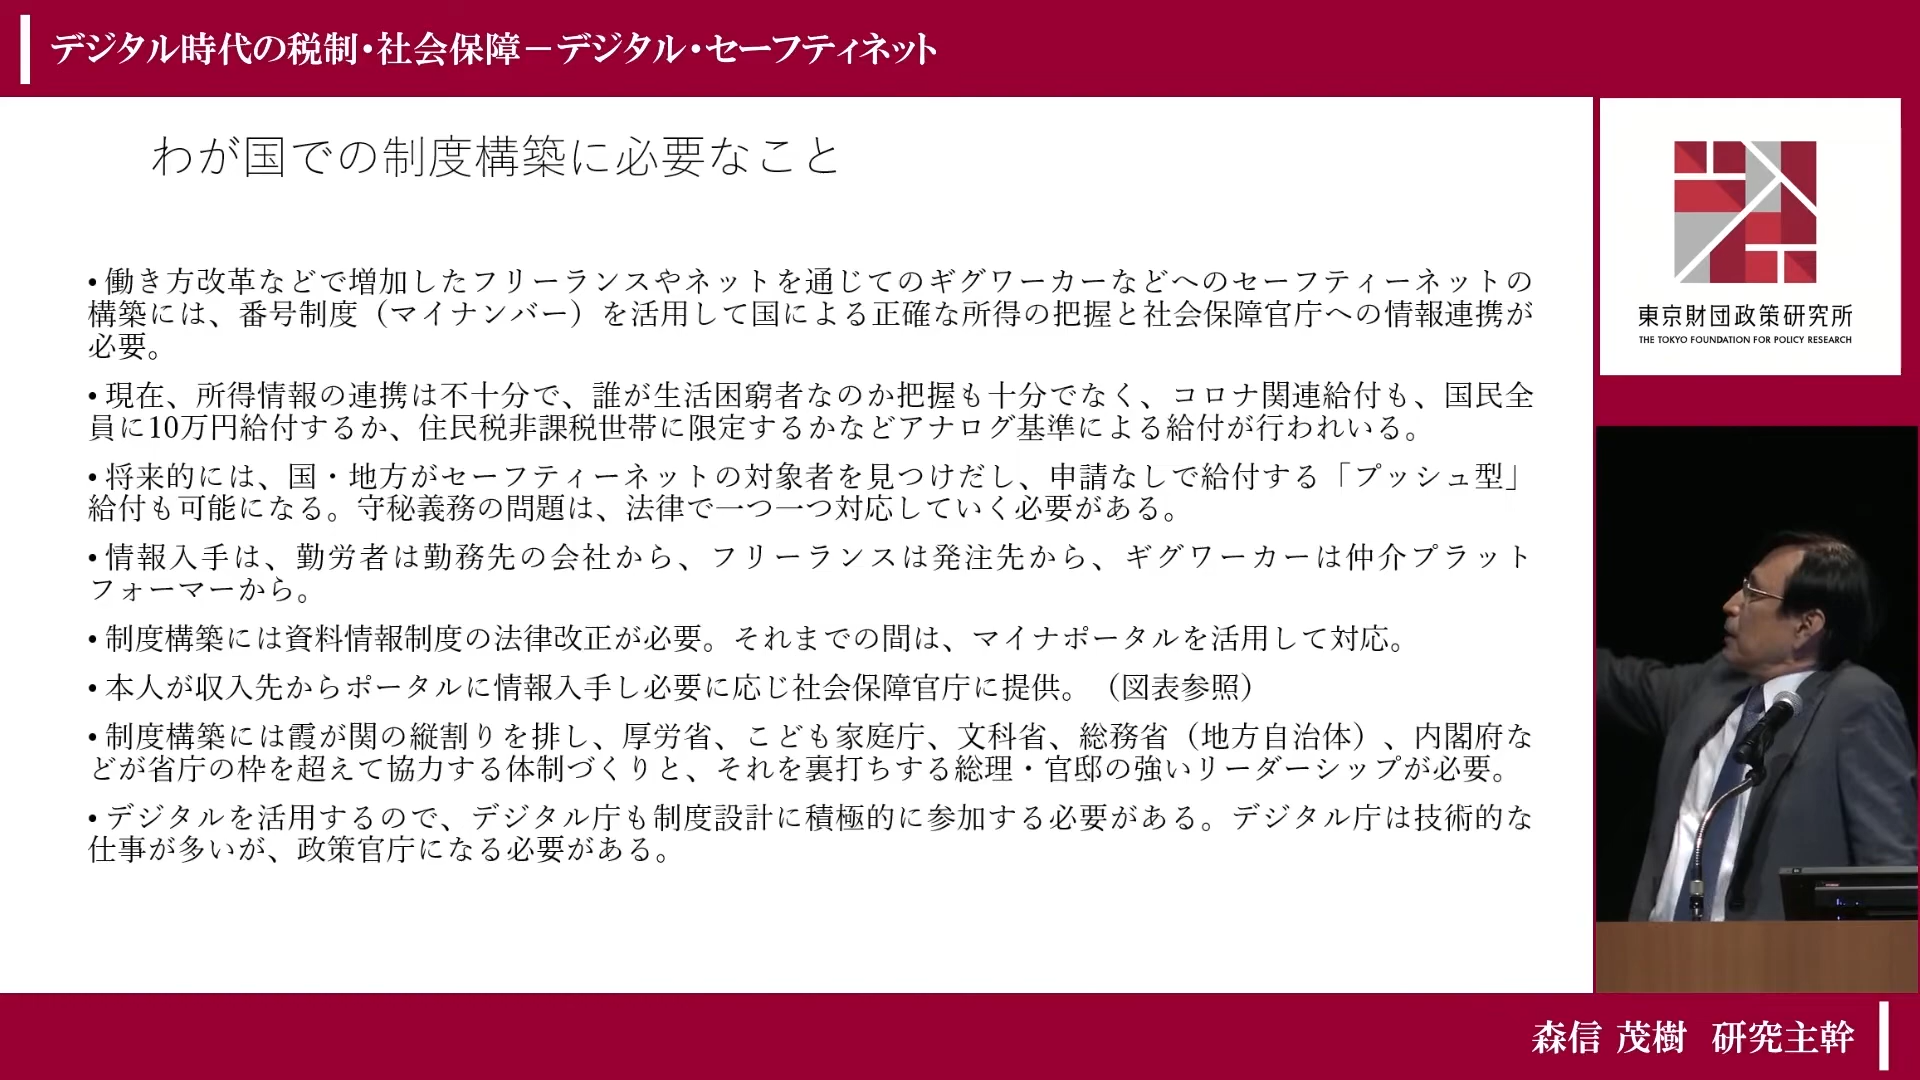 デジタル時代の税制・社会保障－デジタル・セーフティネット
わが国での制度構築に必要なこと
• 働き方改革などで増加したフリーランスやネットを通じてのギグワーカーなどへのセーフティーネットの
構築には、番号制度（マイナンバー）を活用して国による正確な所得の把握と社会保障官庁への情報連携が
必要。
• 現在、所得情報の連携は不十分で、誰が生活困窮者なのか把握も十分でなく、コロナ関連給付も、国民全
員に10万円給付するか、住民税非課税世帯に限定するかなどアナログ基準による給付が行われいる。
• 将来的には、国・地方がセーフティーネットの対象者を見つけだし、申請なしで給付する「プッシュ型」
給付も可能になる。守秘義務の問題は、法律で一つ一つ対応していく必要がある。
• 情報入手は、勤労者は勤務先の会社から、フリーランスは発注先から、ギグワーカーは仲介プラット
フォーマーから。
• 制度構築には資料情報制度の法律改正が必要。それまでの間は、マイナポータルを活用して対応。
• 本人が収入先からポータルに情報入手し必要に応じ社会保障官庁に提供。（図表参照）
• 制度構築には霞が関の縦割りを排し、厚労省、こども家庭庁、文科省、総務省（地方自治体）、内閣府な
どが省庁の枠を超えて協力する体制づくりと、それを裏打ちする総理・官邸の強いリーダーシップが必要。
• デジタルを活用するので、デジタル庁も制度設計に積極的に参加する必要がある。デジタル庁は技術的な
仕事が多いが、政策官庁になる必要がある。
東京財団政策研究所
THE TOKYO FOUNDATION FOR POLICY RESEARCH
森信 茂樹 研究主幹